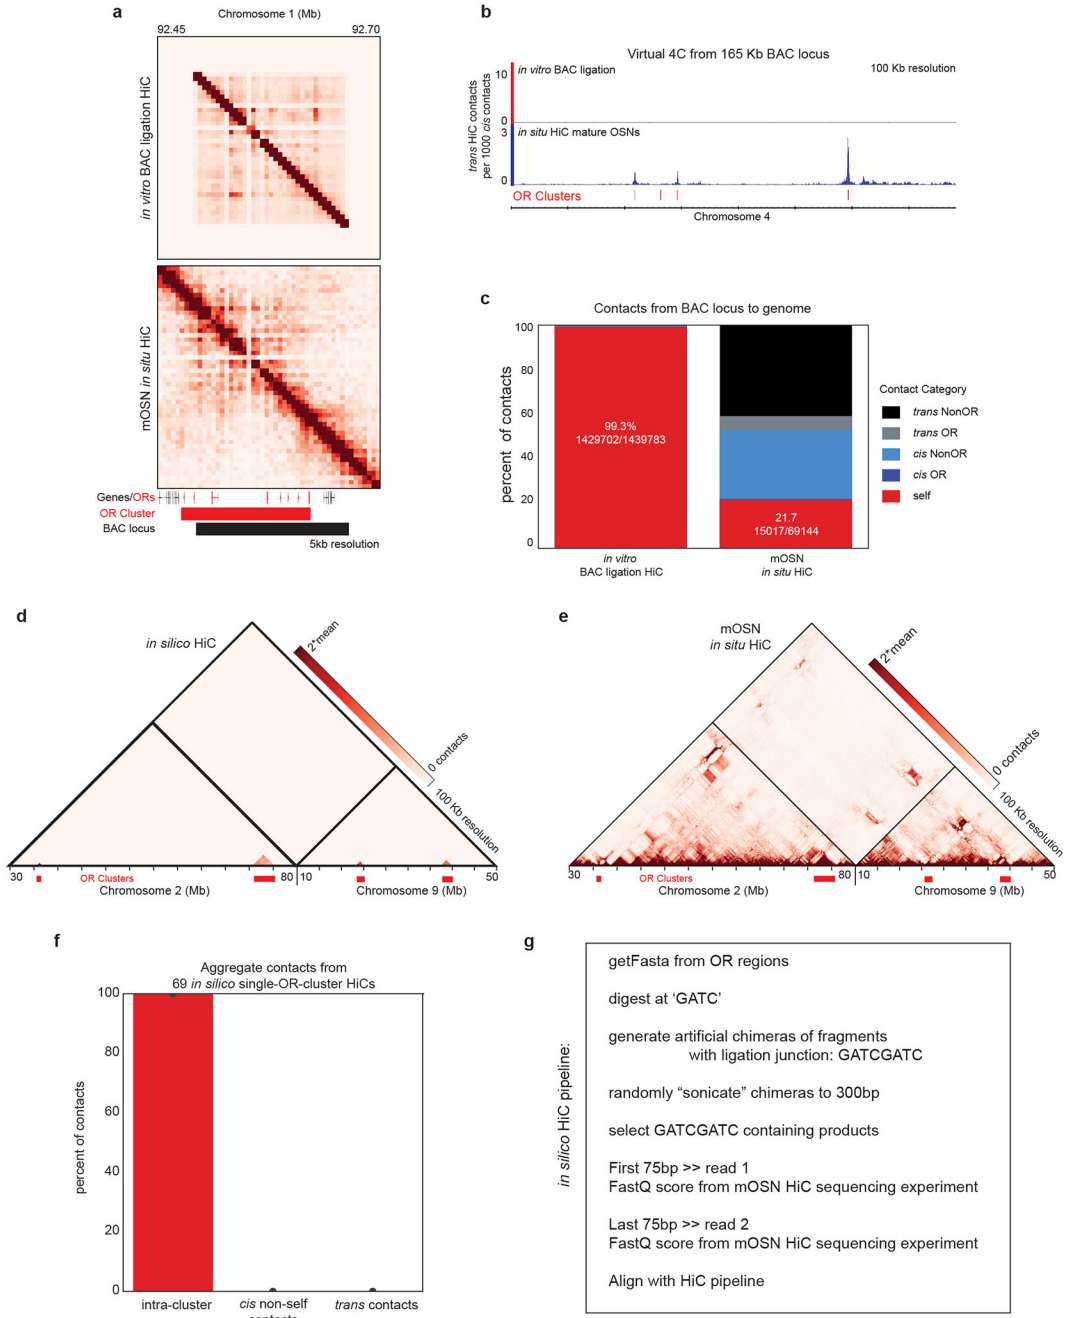 a
Chromosome 1 (Mb)
92.45 92.70
in vitro BAC ligation HiC
mOSN in situ HiC
Genes/ORs
OR Cluster
BAC locus
5kb resolution
b
Virtual 4C from 165 Kb BAC locus
trans HiC contacts
per 1000 cis contacts
10
in vitro BAC ligation
100 Kb resolution
0
3
in situ HiC mature OSNs
0
OR Clusters
Chromosome 4
c
Contacts from BAC locus to genome
percent of contacts
100
80
60
40
20
0
99.3%
1429702/1439783
21.7
15017/69144
in vitro
BAC ligation HiC
mOSN
in situ HiC
Contact Category
trans NonOR
trans OR
cis NonOR
cis OR
self
d
in silico HiC
2*mean
0 contacts
100 Kb resolution
30 80 10 50
OR Clusters
Chromosome 2 (Mb) Chromosome 9 (Mb)
e
mOSN
in situ HiC
2*mean
0 contacts
100 Kb resolution
30 80 10 50
OR Clusters
Chromosome 2 (Mb) Chromosome 9 (Mb)
f
Aggregate contacts from
69 in silico single-OR-cluster HiCs
percent of contacts
100
80
60
40
20
0
intra-cluster
cis non-self
contacts
trans contacts
g
in silico HiC pipeline:
getFasta from OR regions
digest at ‘GATC’
generate artificial chimeras of fragments
with ligation junction: GATCGATC
randomly “sonicate” chimeras to 300bp
select GATCGATC containing products
First 75bp >> read 1
FastQ score from mOSN HiC sequencing experiment
Last 75bp >> read 2
FastQ score from mOSN HiC sequencing experiment
Align with HiC pipeline